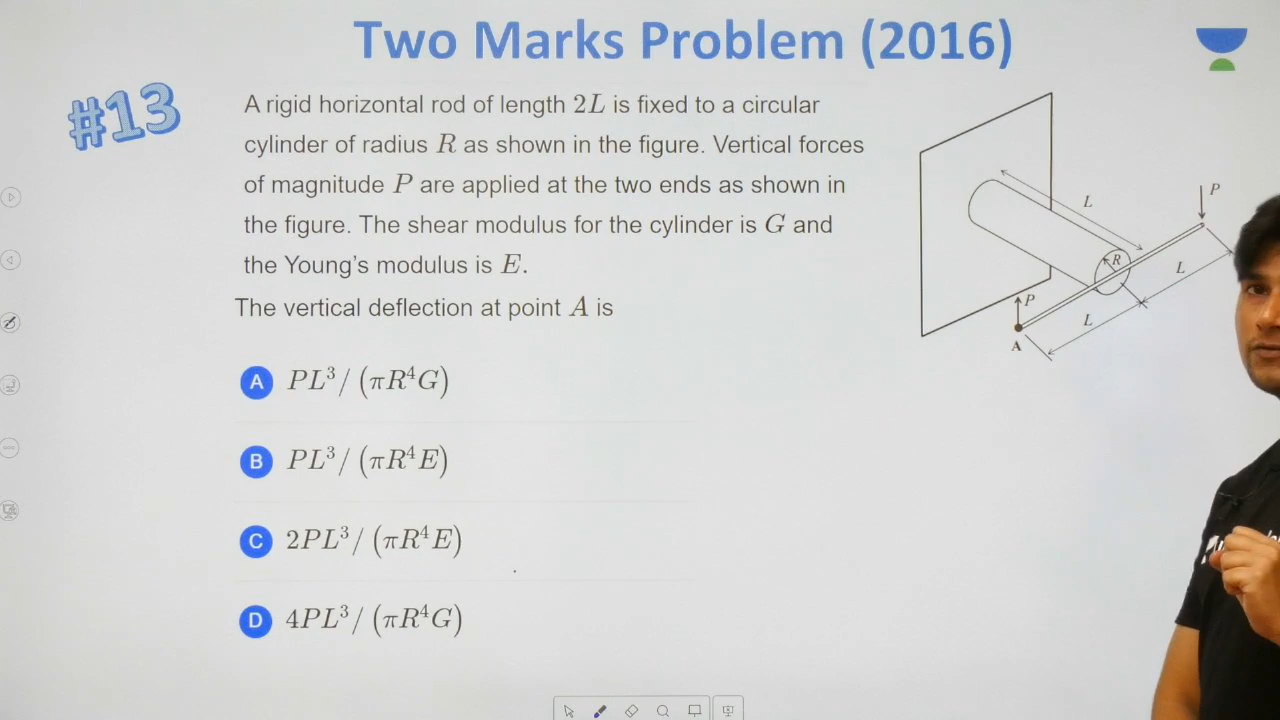 Two Marks Problem (2016)
#13
A rigid horizontal rod of length 2L is fixed to a circular
cylinder of radius R as shown in the figure. Vertical forces
of magnitude P are applied at the two ends as shown in
the figure. The shear modulus for the cylinder is G and
the Young's modulus is E.
The vertical deflection at point A is
A PL³/(πR⁴G)
B PL³/(πR⁴E)
C 2PL³/(πR⁴E)
D 4PL³/(πR⁴G)
L
P
R
L
P
L
A